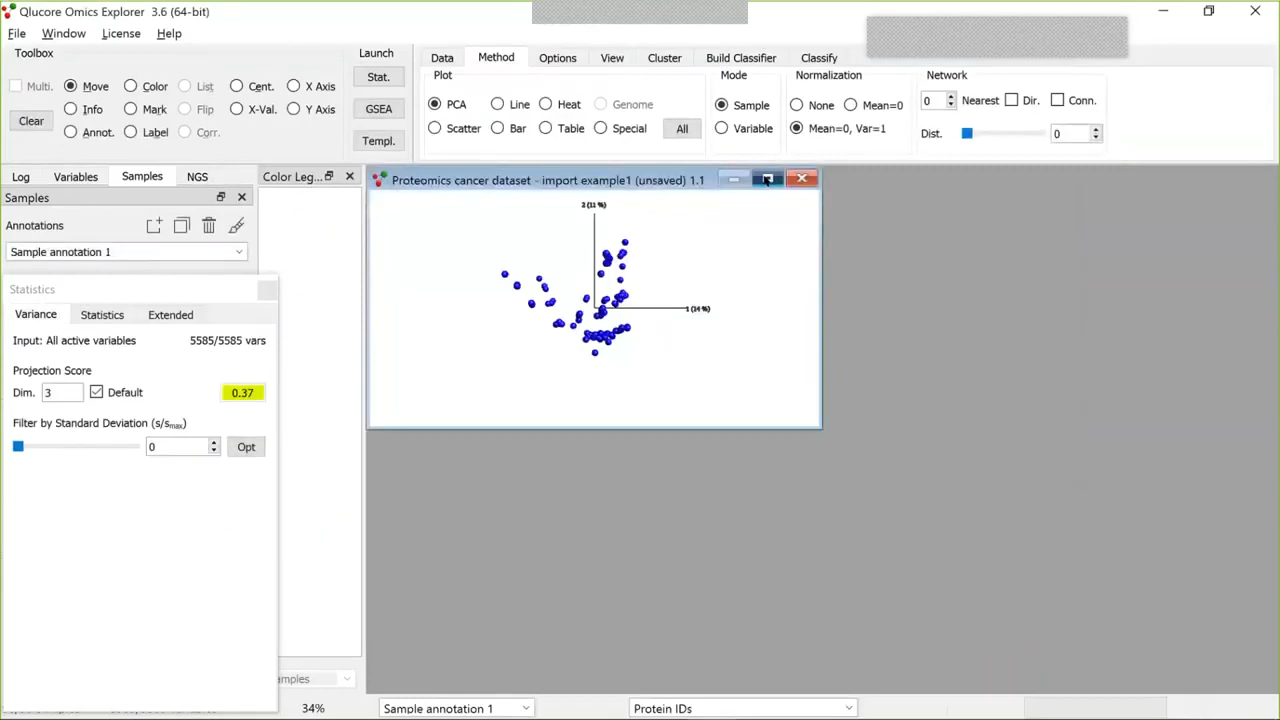 Qlucore Omics Explorer 3.6 (64-bit)
File Window License Help
Toolbox Launch Data Method Options View Cluster Build Classifier Classify
Plot Mode Normalization Network
Multi. Move Color List Cent. X Axis Stat. PCA Line Heat Genome Sample None Mean=0 0 Nearest Dir. Conn.
Info Mark Flip X-Val. Y Axis GSEA
Clear Annot. Label Corr. Templ. Scatter Bar Table Special All Variable Mean=0, Var=1 Dist. 0
Log Variables Samples NGS Color Leg...
Proteomics cancer dataset - import example1 (unsaved) 1.1
Samples
Annotations
Sample annotation 1
2 (11 %)
1 (14 %)
Statistics
Variance Statistics Extended
Input: All active variables 5585/5585 vars
Projection Score
Dim. 3 Default 0.37
Filter by Standard Deviation (s/smax)
0 Opt
amples
34% Sample annotation 1 Protein IDs